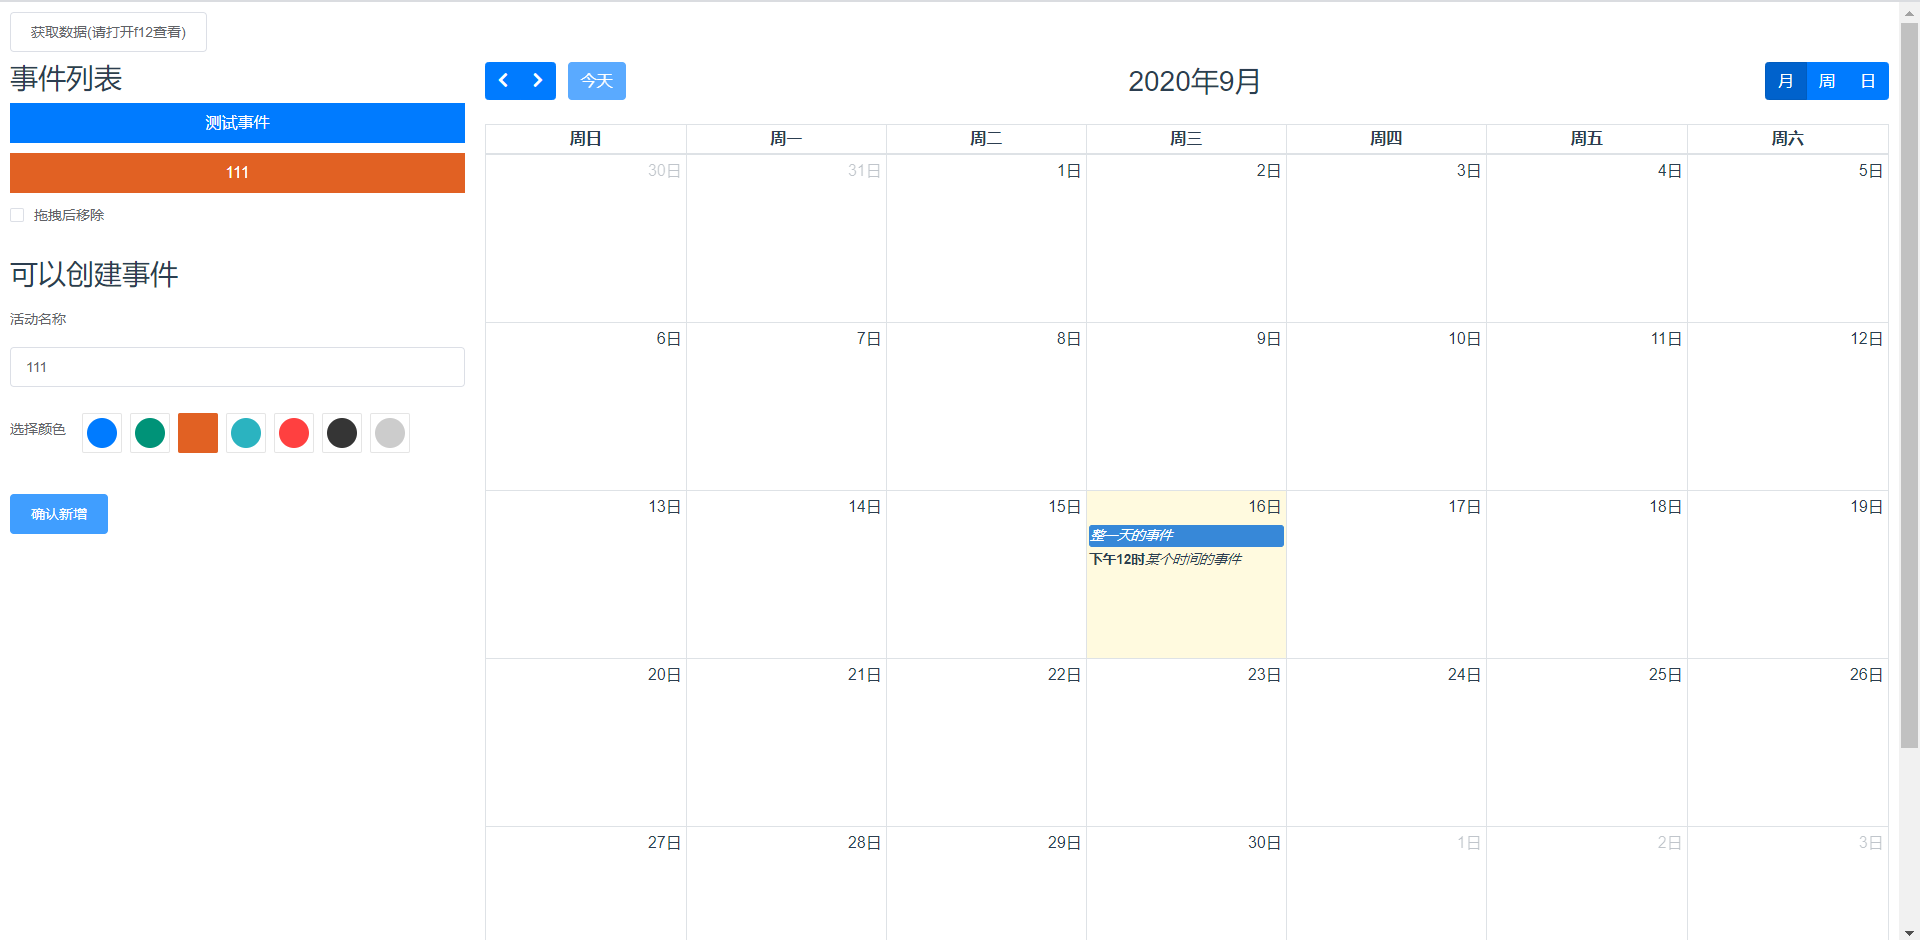 获取数据(请打开f12查看)
事件列表
测试事件
111
拖拽后移除
可以创建事件
活动名称
111
选择颜色
确认新增
今天
2020年9月
月 周 日
周日 周一 周二 周三 周四 周五 周六
30日 31日 1日 2日 3日 4日 5日
6日 7日 8日 9日 10日 11日 12日
13日 14日 15日 16日 17日 18日 19日
整一天的事件
下午12时 某个时间的事件
20日 21日 22日 23日 24日 25日 26日
27日 28日 29日 30日 1日 2日 3日